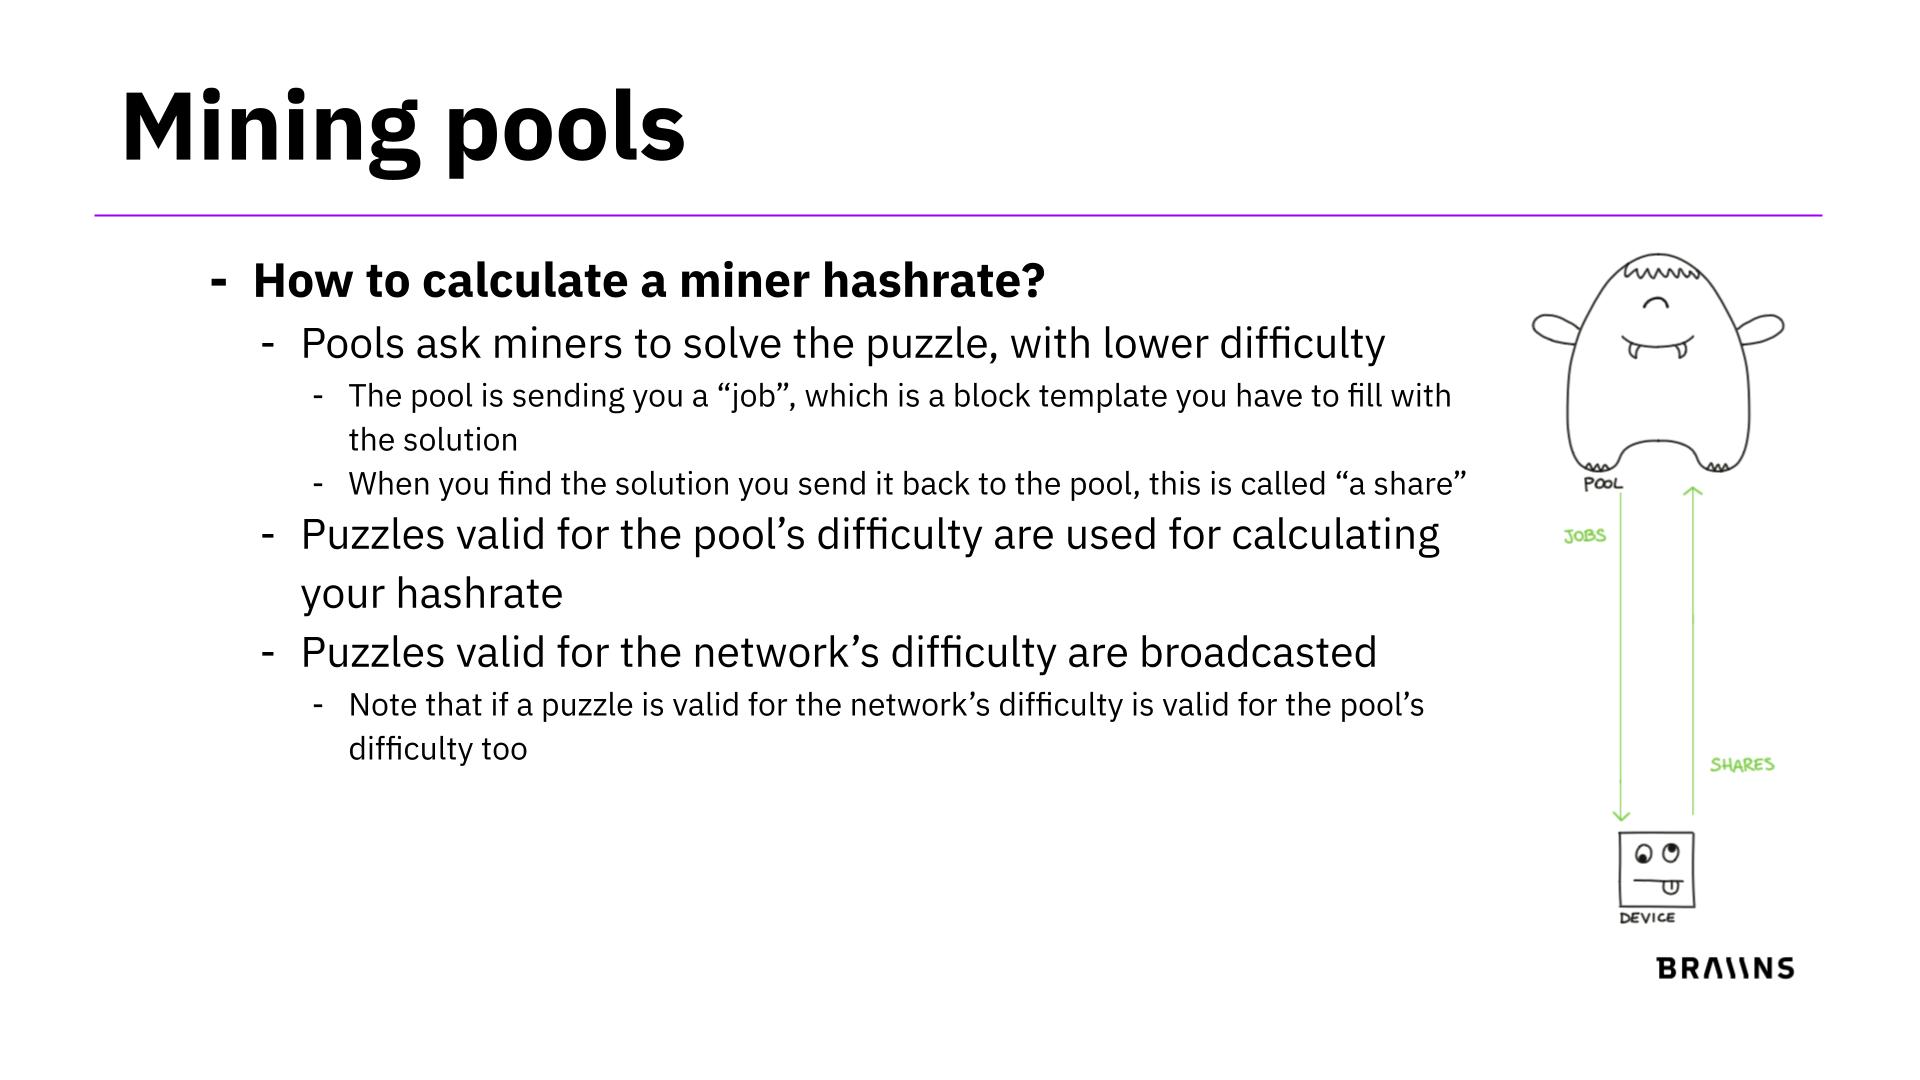 Mining pools
- How to calculate a miner hashrate?
- Pools ask miners to solve the puzzle, with lower difficulty
- The pool is sending you a “job”, which is a block template you have to fill with
the solution
- When you find the solution you send it back to the pool, this is called “a share”
- Puzzles valid for the pool’s difficulty are used for calculating
your hashrate
- Puzzles valid for the network’s difficulty are broadcasted
- Note that if a puzzle is valid for the network’s difficulty is valid for the pool’s
difficulty too
POOL
JOBS
SHARES
DEVICE
BRAIINS